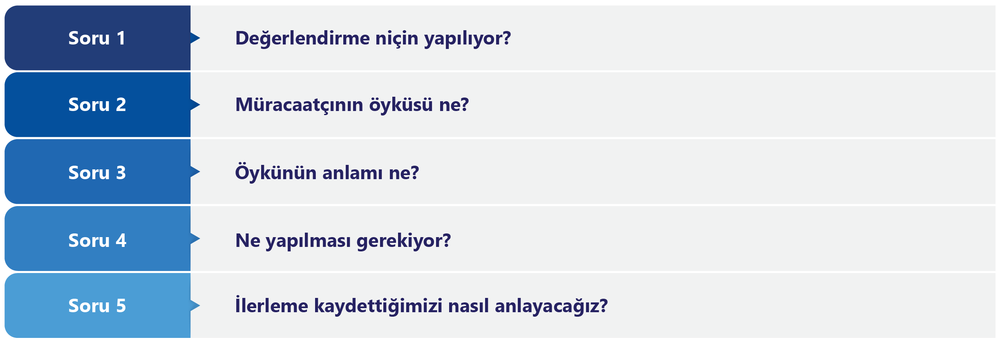 Soru 1
Değerlendirme niçin yapılıyor?
Soru 2
Müracaatçının öyküsü ne?
Soru 3
Öykünün anlamı ne?
Soru 4
Ne yapılması gerekiyor?
Soru 5
İlerleme kaydettiğimizi nasıl anlayacağız?